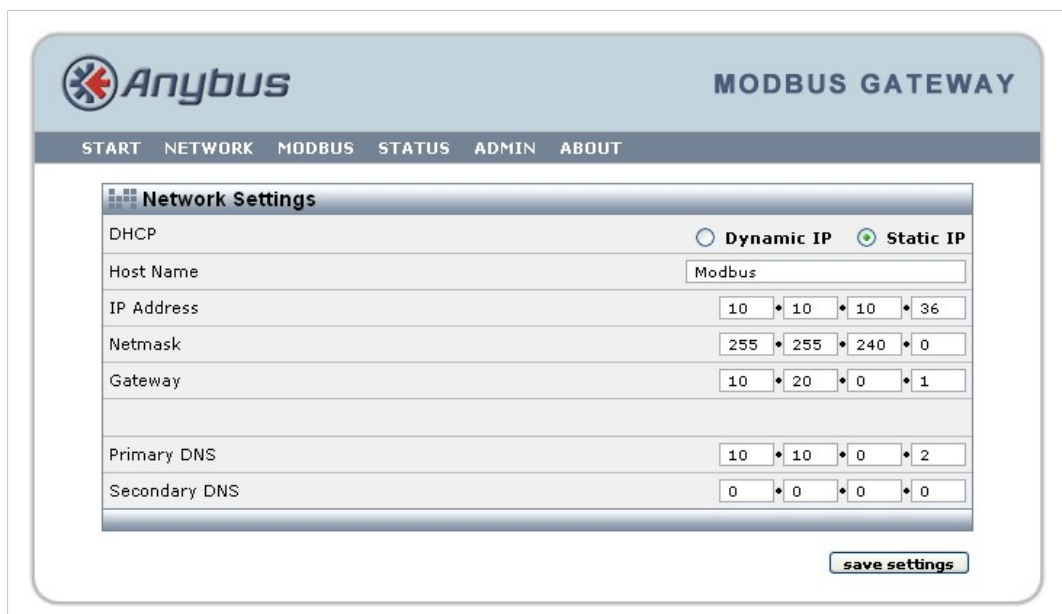 Anybus
MODBUS GATEWAY
START NETWORK MODBUS STATUS ADMIN ABOUT
Network Settings
DHCP Dynamic IP Static IP
Host Name Modbus
IP Address 10 • 10 • 10 • 36
Netmask 255 • 255 • 240 • 0
Gateway 10 • 20 • 0 • 1
Primary DNS 10 • 10 • 0 • 2
Secondary DNS 0 • 0 • 0 • 0
save settings